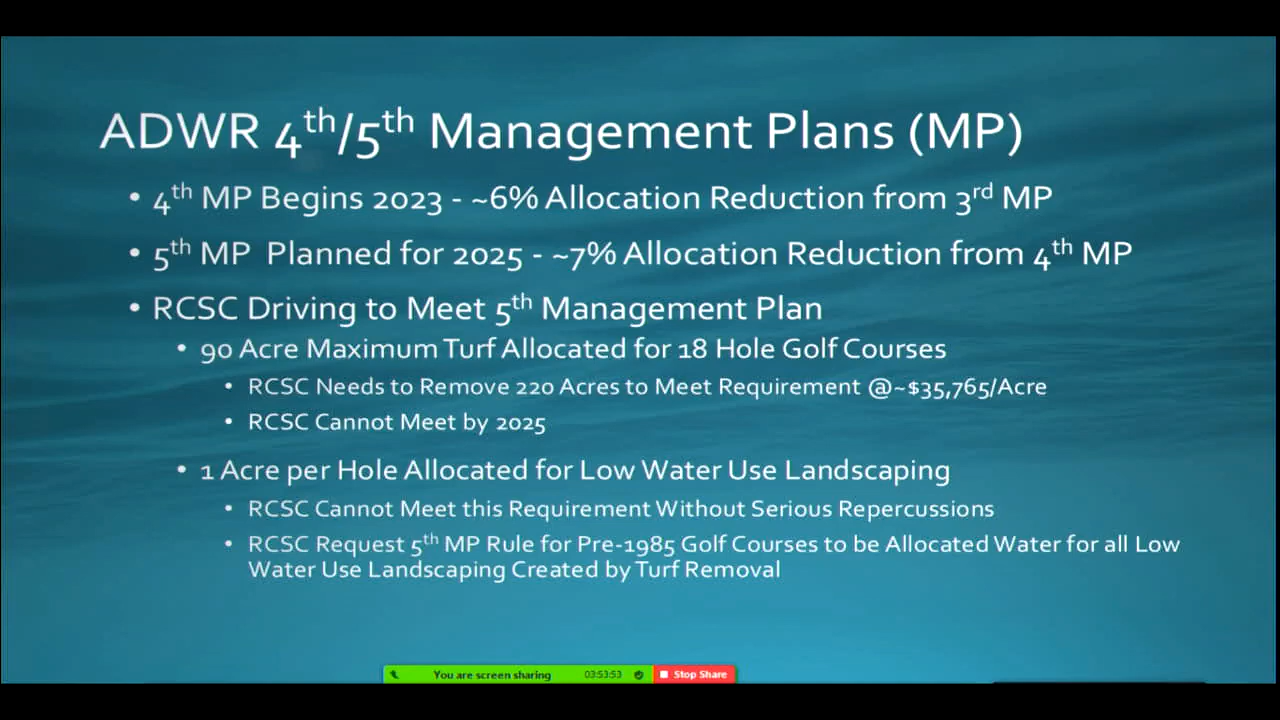 ADWR 4th/5th Management Plans (MP)
• 4th MP Begins 2023 - ~6% Allocation Reduction from 3rd MP
• 5th MP Planned for 2025 - ~7% Allocation Reduction from 4th MP
• RCSC Driving to Meet 5th Management Plan
• 90 Acre Maximum Turf Allocated for 18 Hole Golf Courses
• RCSC Needs to Remove 220 Acres to Meet Requirement @~$35,765/Acre
• RCSC Cannot Meet by 2025
• 1 Acre per Hole Allocated for Low Water Use Landscaping
• RCSC Cannot Meet this Requirement Without Serious Repercussions
• RCSC Request 5th MP Rule for Pre-1985 Golf Courses to be Allocated Water for all Low
Water Use Landscaping Created by Turf Removal
You are screen sharing 03:53:53 Stop Share